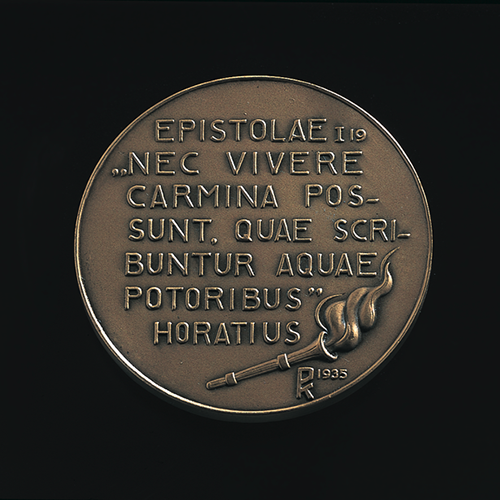 EPISTOLAE I 19
„NEC VIVERE
CARMINA POS-
SUNT. QUAE SCRI-
BUNTUR AQUAE
POTORIBUS”
HORATIUS
1935